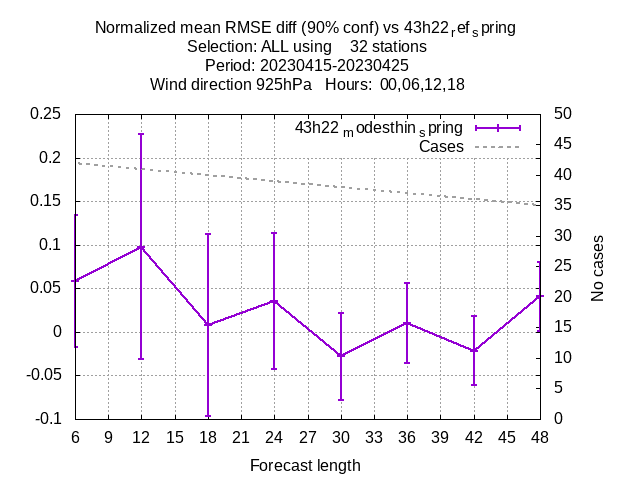 Normalized mean RMSE diff (90% conf) vs 43h22refspring
Selection: ALL using 32 stations
Period: 20230415-20230425
Wind direction 925hPa Hours: 00,06,12,18
43h22modesthinspring
Cases
0.25
0.2
0.15
0.1
0.05
0
-0.05
-0.1
50
45
40
35
30
25
20
15
10
5
0
No cases
6 9 12 15 18 21 24 27 30 33 36 39 42 45 48
Forecast length